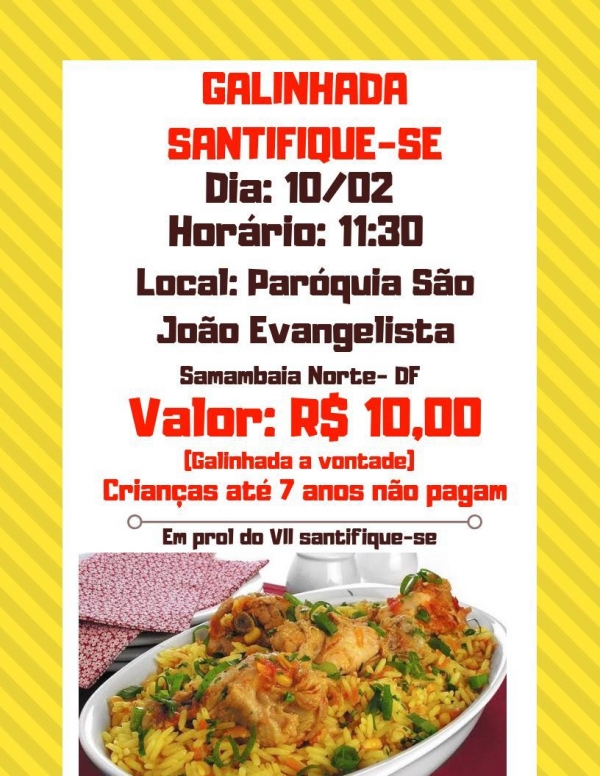 GALINHADA
SANTIFIQUE-SE
Dia: 10/02
Horário: 11:30
Local: Paróquia São
João Evangelista
Samambaia Norte- DF
Valor: R$ 10,00
(Galinhada a vontade)
Crianças até 7 anos não pagam
Em prol do VII santifique-se